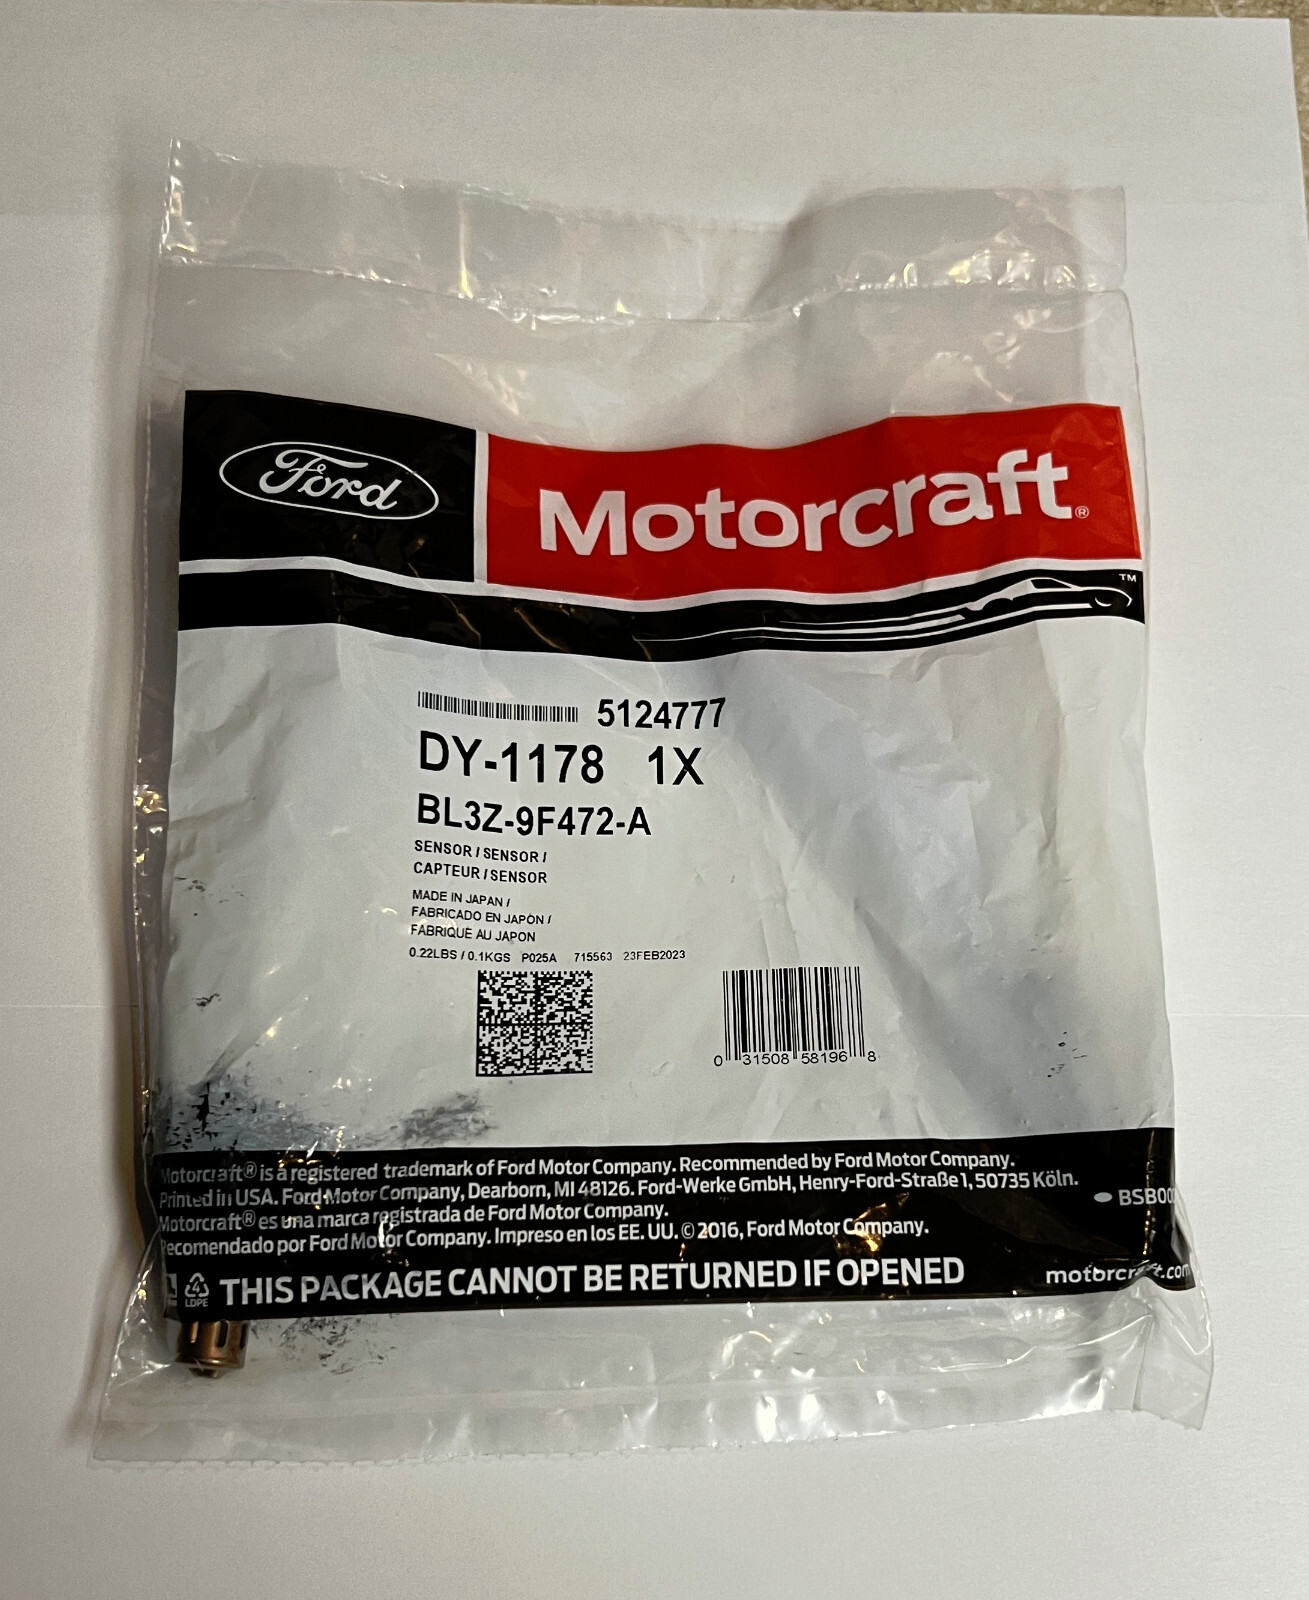 Ford
Motorcraft®
™
5124777
DY-1178 1X
BL3Z-9F472-A
SENSOR / SENSOR /
CAPTEUR / SENSOR
MADE IN JAPAN /
FABRICADO EN JAPÓN /
FABRIQUÉ AU JAPON
0.22LBS / 0.1KGS P025A 715563 23FEB2023
0 31508 58196 8
Motorcraft® is a registered trademark of Ford Motor Company. Recommended by Ford Motor Company.
Printed in USA. Ford Motor Company, Dearborn, MI 48126. Ford-Werke GmbH, Henry-Ford-Straße 1, 50735 Köln.
Motorcraft® es una marca registrada de Ford Motor Company.
Recomendado por Ford Motor Company. Impreso en los EE. UU. © 2016, Ford Motor Company.
4
LDPE
THIS PACKAGE CANNOT BE RETURNED IF OPENED
motorcraft.com